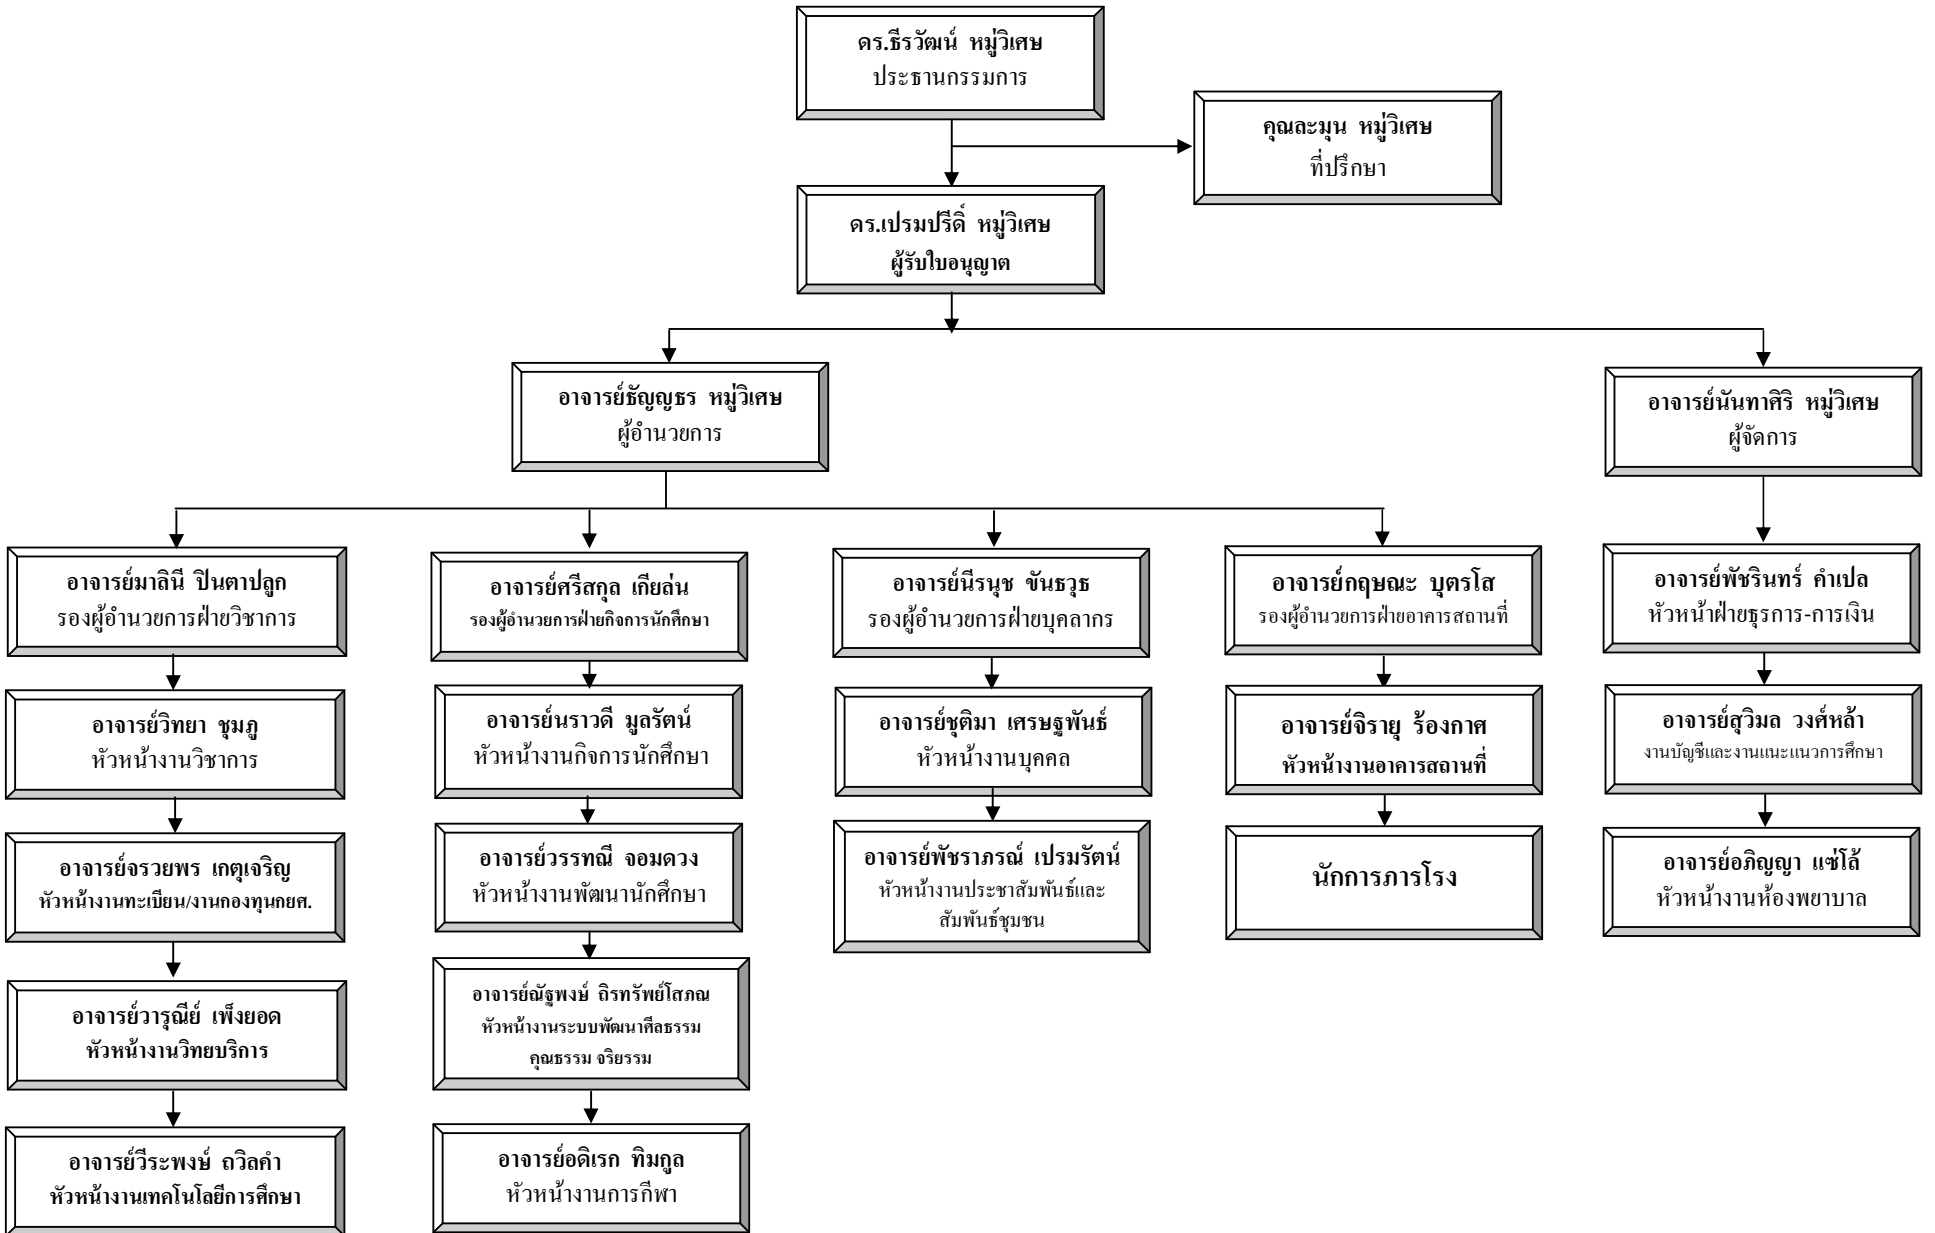 ดร.ธีรวัฒน์ หมู่วิเศษ
ประธานกรรมการ
คุณละมุน หมู่วิเศษ
ที่ปรึกษา
ดร.เปรมปรีดิ์ หมู่วิเศษ
ผู้รับใบอนุญาต
อาจารย์ธัญญธร หมู่วิเศษ
ผู้อำนวยการ
อาจารย์นันทาศิริ หมู่วิเศษ
ผู้จัดการ
อาจารย์มาลินี ปินตาปลูก
รองผู้อำนวยการฝ่ายวิชาการ
อาจารย์ศรีสกุล เกียล่น
รองผู้อำนวยการฝ่ายกิจการนักศึกษา
อาจารย์นีรนุช ขันธวุธ
รองผู้อำนวยการฝ่ายบุคลากร
อาจารย์กฤษณะ บุตรโส
รองผู้อำนวยการฝ่ายอาคารสถานที่
อาจารย์พัชรินทร์ คำเปล
หัวหน้าฝ่ายธุรการ-การเงิน
อาจารย์วิทยา ชุมภู
หัวหน้างานวิชาการ
อาจารย์นราวดี มูลรัตน์
หัวหน้างานกิจการนักศึกษา
อาจารย์ชุติมา เศรษฐพันธ์
หัวหน้างานบุคคล
อาจารย์จิรายุ ร้องกาศ
หัวหน้างานอาคารสถานที่
อาจารย์สุวิมล วงศ์หล้า
งานบัญชีและงานแนะแนวการศึกษา
อาจารย์จรวยพร เกตุเจริญ
หัวหน้างานทะเบียน/งานกองทุนกยศ.
อาจารย์วรรทณี จอมดวง
หัวหน้างานพัฒนานักศึกษา
อาจารย์พัชราภรณ์ เปรมรัตน์
หัวหน้างานประชาสัมพันธ์และ
สัมพันธ์ชุมชน
นักการภารโรง
อาจารย์อภิญญา แซ่โล้
หัวหน้างานห้องพยาบาล
อาจารย์วารุณีย์ เพ็งยอด
หัวหน้างานวิทยบริการ
อาจารย์ณัฐพงษ์ ถิรทรัพย์โสภณ
หัวหน้างานระบบพัฒนาศีลธรรม
คุณธรรม จริยธรรม
อาจารย์วีระพงษ์ ถวิลคำ
หัวหน้างานเทคโนโลยีการศึกษา
อาจารย์อดิเรก ทิมกูล
หัวหน้างานการกีฬา